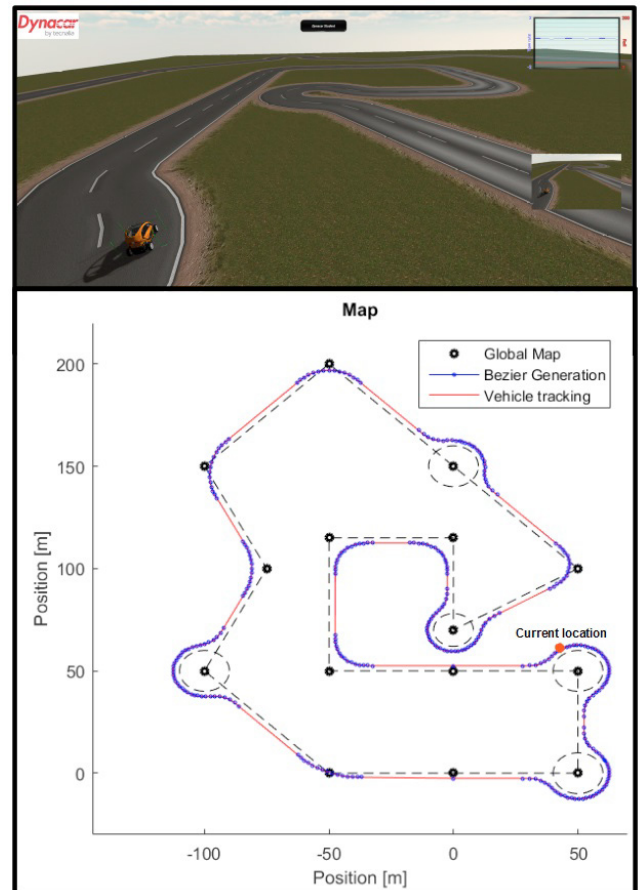 Dynacar
by tecnalia
Map
Global Map
Bezier Generation
Vehicle tracking
Current location
200
150
100
50
0
-100
-50
0
50
Position [m]
Position [m]